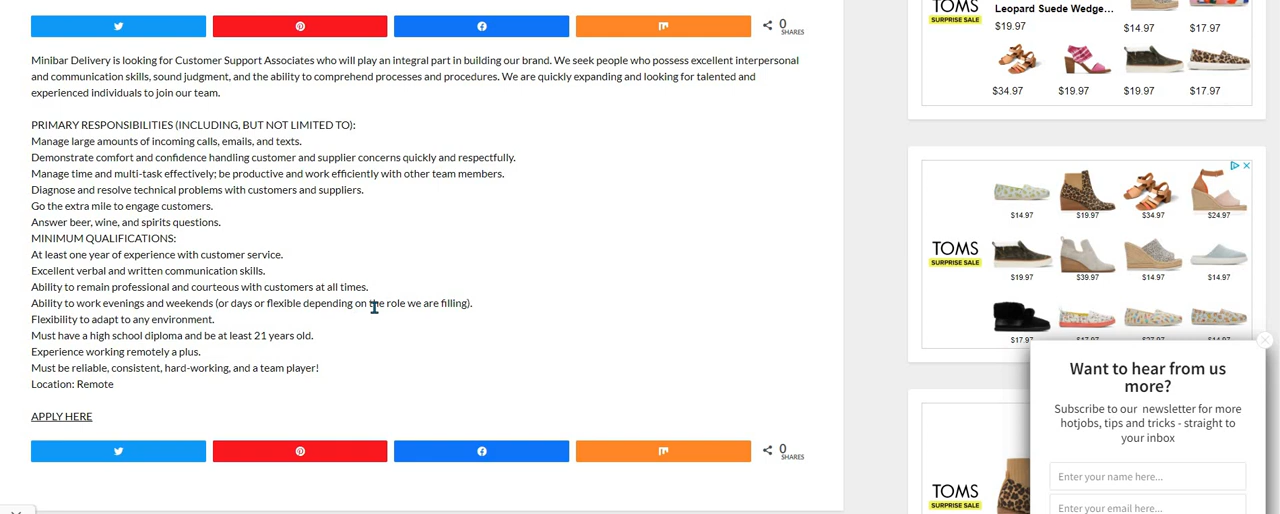 0
SHARES
Minibar Delivery is looking for Customer Support Associates who will play an integral part in building our brand. We seek people who possess excellent interpersonal
and communication skills, sound judgment, and the ability to comprehend processes and procedures. We are quickly expanding and looking for talented and
experienced individuals to join our team.
PRIMARY RESPONSIBILITIES (INCLUDING, BUT NOT LIMITED TO):
Manage large amounts of incoming calls, emails, and texts.
Demonstrate comfort and confidence handling customer and supplier concerns quickly and respectfully.
Manage time and multi-task effectively; be productive and work efficiently with other team members.
Diagnose and resolve technical problems with customers and suppliers.
Go the extra mile to engage customers.
Answer beer, wine, and spirits questions.
MINIMUM QUALIFICATIONS:
At least one year of experience with customer service.
Excellent verbal and written communication skills.
Ability to remain professional and courteous with customers at all times.
Ability to work evenings and weekends (or days or flexible depending on the role we are filling).
Flexibility to adapt to any environment.
Must have a high school diploma and be at least 21 years old.
Experience working remotely a plus.
Must be reliable, consistent, hard-working, and a team player!
Location: Remote
APPLY HERE
0
SHARES
TOMS
SURPRISE SALE
Leopard Suede Wedge...
$19.97
$14.97
$17.97
$34.97
$19.97
$19.97
$17.97
$14.97
$19.97
$34.97
$24.97
TOMS
SURPRISE SALE
$19.97
$39.97
$14.97
$14.97
$17.97
Want to hear from us
more?
Subscribe to our newsletter for more
hotjobs, tips and tricks - straight to
your inbox
Enter your name here...
Enter your email here...
TOMS
SURPRISE SALE